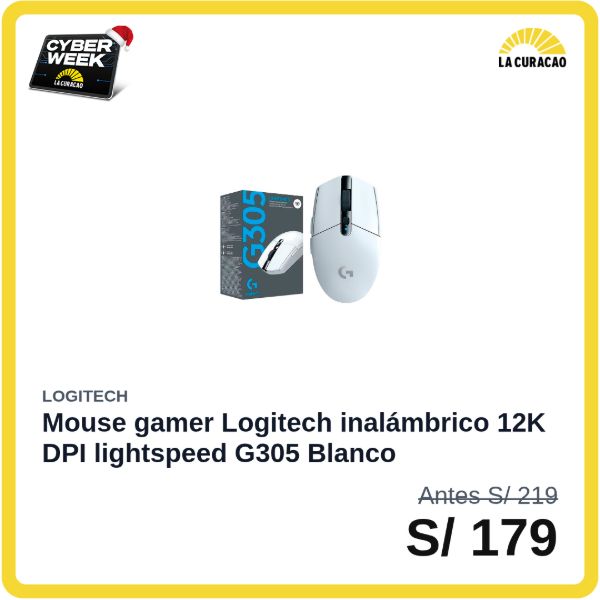 CYBER
WEEK
LA CURACAO
LA CURACAO
G305
LOGITECH
Mouse gamer Logitech inalámbrico 12K
DPI lightspeed G305 Blanco
Antes S/ 219
S/ 179